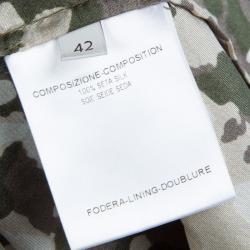 42
COMPOSIZIONE-COMPOSITION
100% SETA SILK
SOIE SEIDE SEDA
FODERA-LINING-DOUBLURE